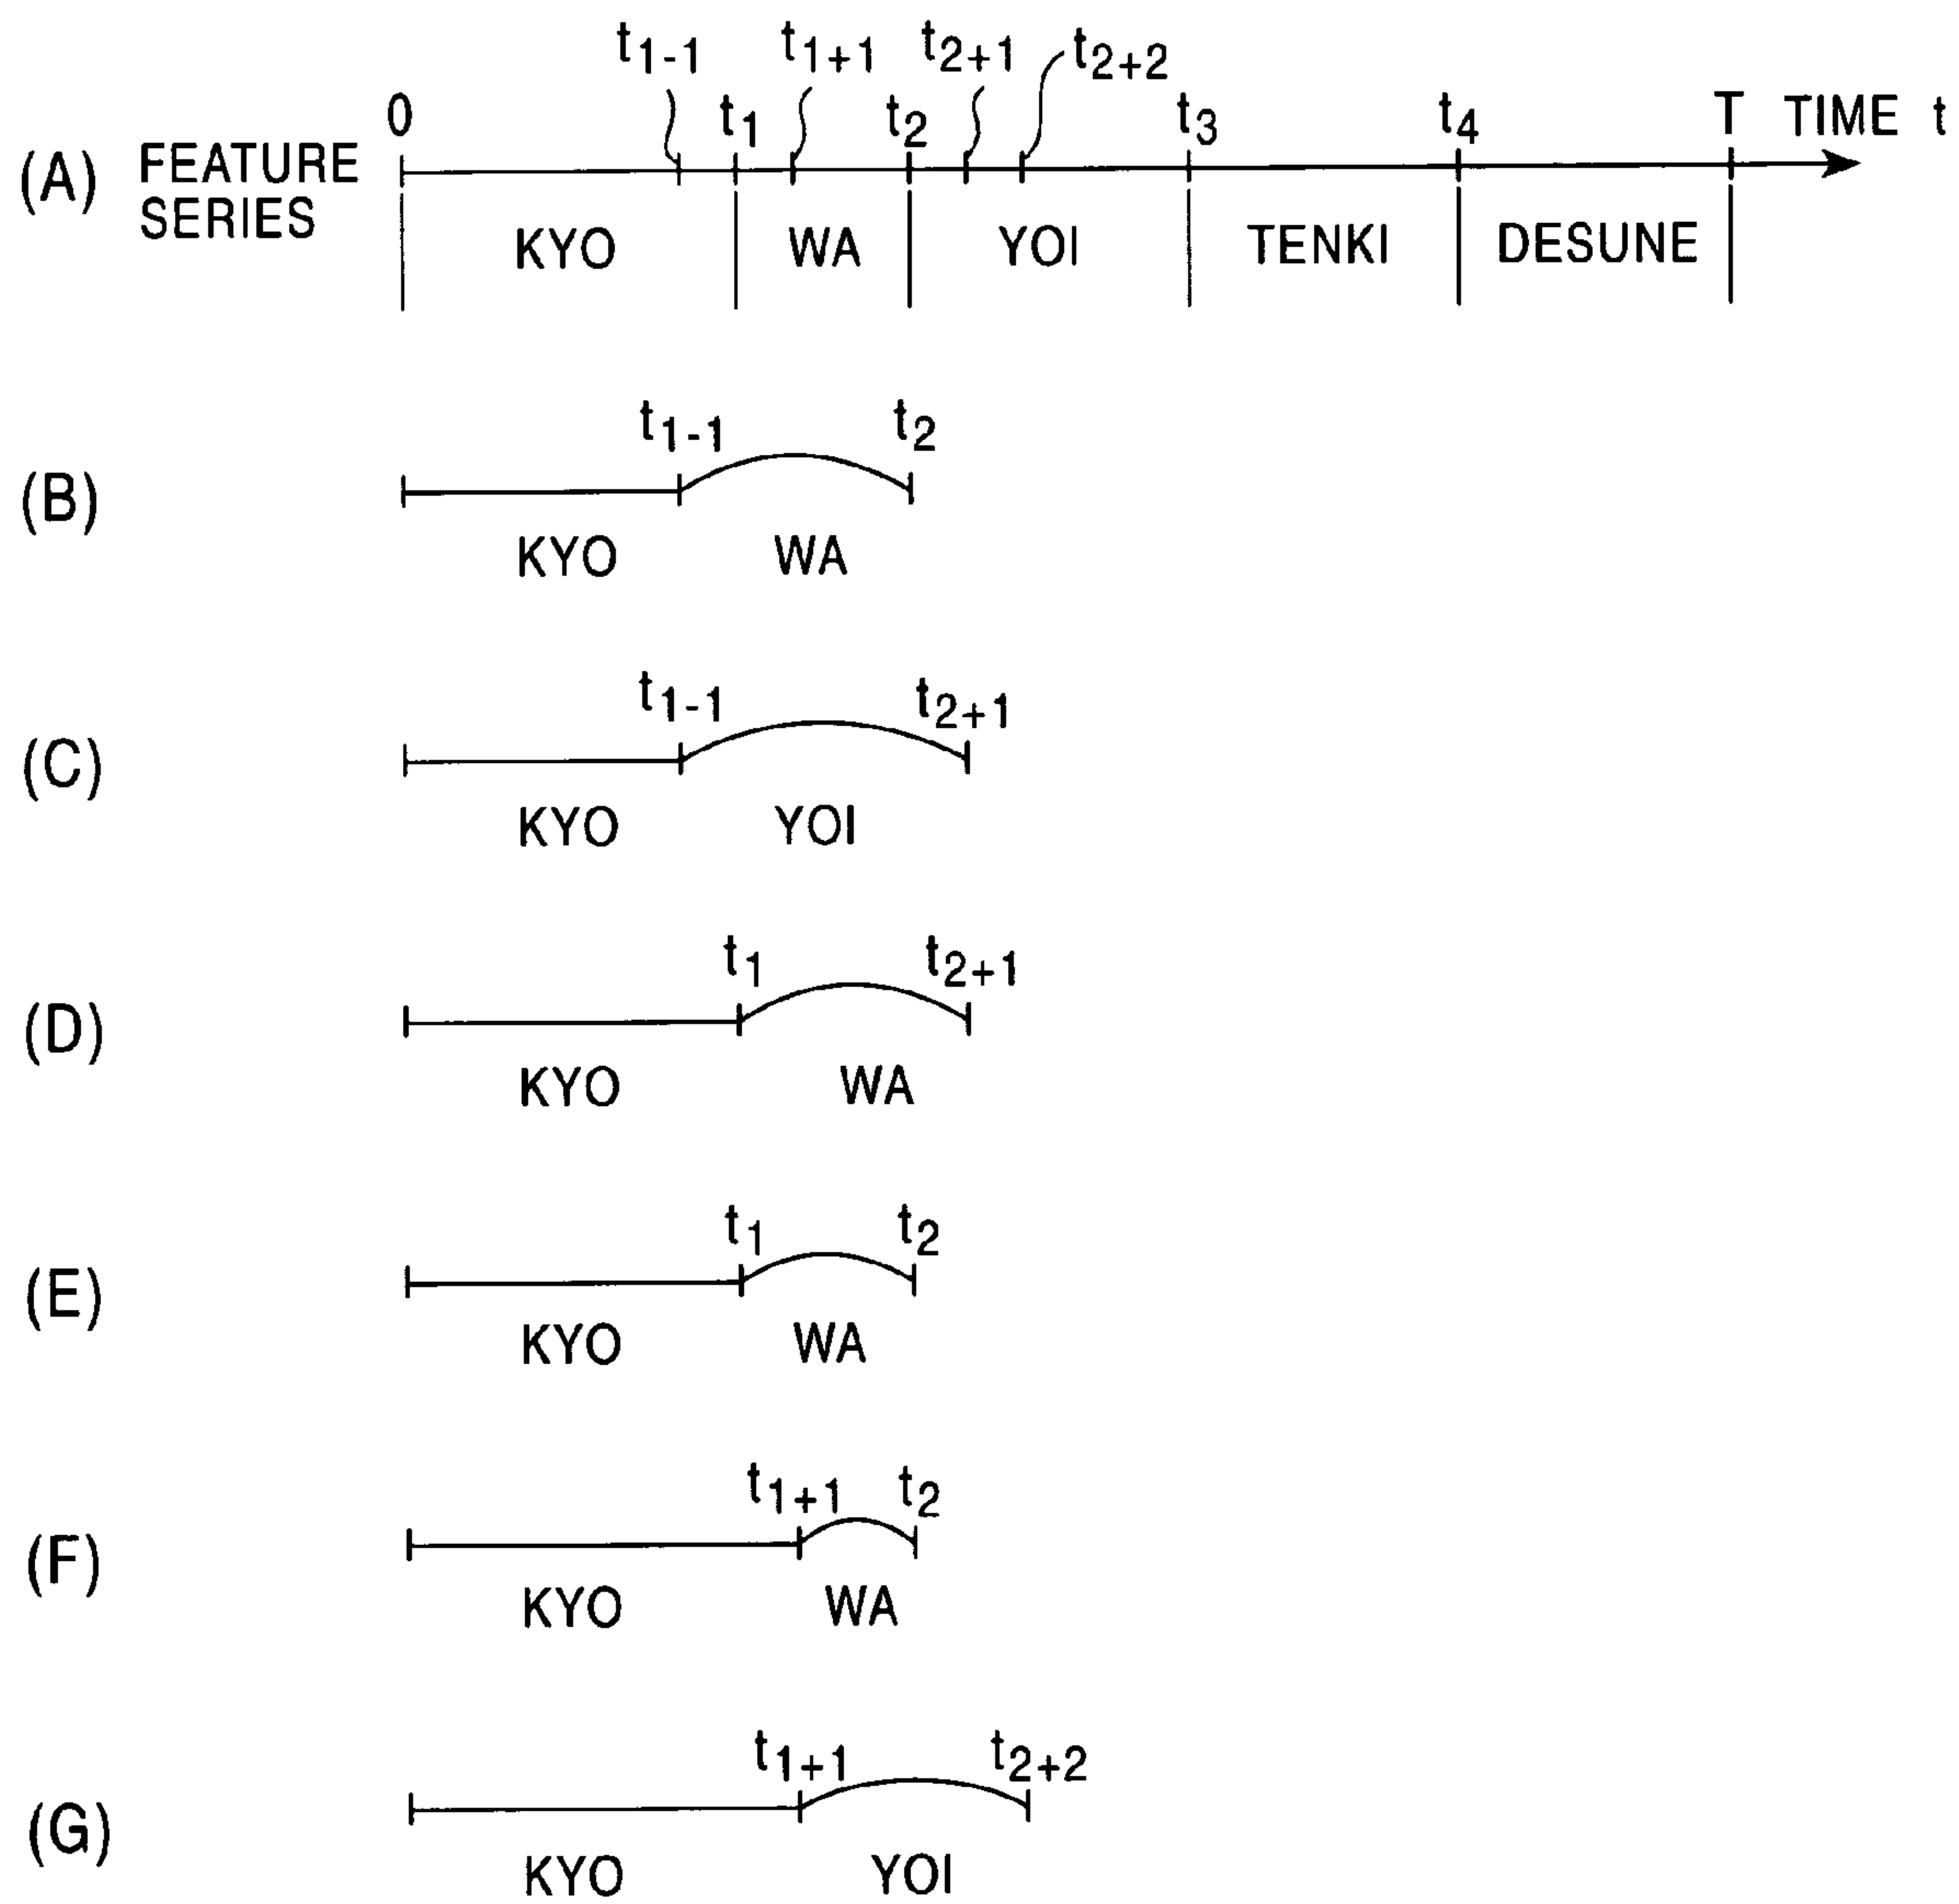 t1-1 t1+1 t2+1 t2+2
0 t1 t2 t3 t4 T TIME t
(A) FEATURE SERIES
KYO WA YOI TENKI DESUNE
t1-1 t2
(B)
KYO WA
t1-1 t2+1
(C)
KYO YOI
t1 t2+1
(D)
KYO WA
t1 t2
(E)
KYO WA
t1+1 t2
(F)
KYO WA
t1+1 t2+2
(G)
KYO YOI